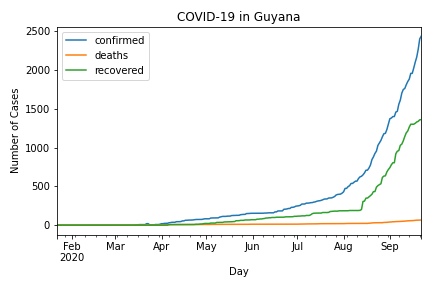 COVID-19 in Guyana
confirmed
deaths
recovered
2500
2000
1500
1000
500
0
Number of Cases
Feb Mar Apr May Jun Jul Aug Sep
2020
Day